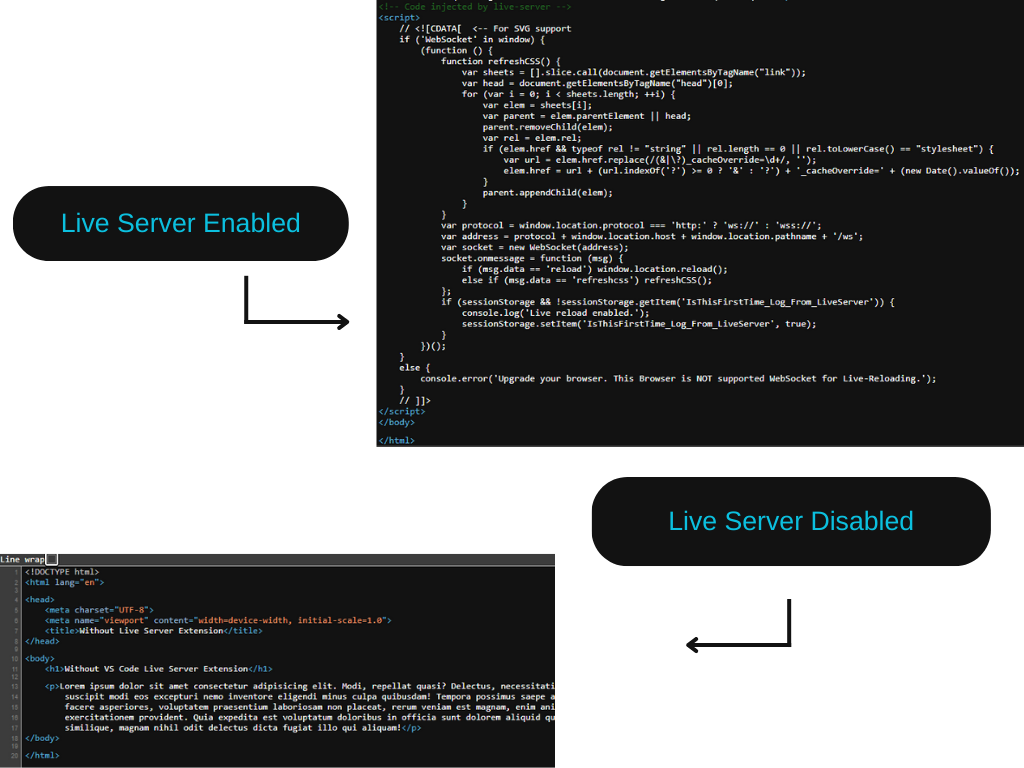 <!-- Code injected by live-server -->
<script>
// <![CDATA[  <-- For SVG support
if ('WebSocket' in window) {
(function () {
function refreshCSS() {
var sheets = [].slice.call(document.getElementsByTagName("link"));
var head = document.getElementsByTagName("head")[0];
for (var i = 0; i < sheets.length; ++i) {
var elem = sheets[i];
var parent = elem.parentElement || head;
parent.removeChild(elem);
var rel = elem.rel;
if (elem.href && typeof rel != "string" || rel.length == 0 || rel.toLowerCase() == "stylesheet") {
var url = elem.href.replace(/(&|\?)_cacheOverride=\d+/, '');
elem.href = url + (url.indexOf('?') >= 0 ? '&' : '?') + '_cacheOverride=' + (new Date().valueOf());
}
parent.appendChild(elem);
}
}
var protocol = window.location.protocol === 'http:' ? 'ws://' : 'wss://';
var address = protocol + window.location.host + window.location.pathname + '/ws';
var socket = new WebSocket(address);
socket.onmessage = function (msg) {
if (msg.data == 'reload') window.location.reload();
else if (msg.data == 'refreshcss') refreshCSS();
};
if (sessionStorage && !sessionStorage.getItem('IsThisFirstTime_Log_From_LiveServer')) {
console.log('Live reload enabled.');
sessionStorage.setItem('IsThisFirstTime_Log_From_LiveServer', true);
}
})();
}
else {
console.error('Upgrade your browser. This Browser is NOT supported WebSocket for Live-Reloading.');
}
// ]]>
</script>
</body>
</html>
Live Server Enabled
Live Server Disabled
Line wrap
1 <!DOCTYPE html>
2 <html lang="en">
3
4 <head>
5 <meta charset="UTF-8">
6 <meta name="viewport" content="width=device-width, initial-scale=1.0">
7 <title>Without Live Server Extension</title>
8 </head>
9
10 <body>
11 <h1>Without VS Code Live Server Extension</h1>
12
13 <p>Lorem ipsum dolor sit amet consectetur adipisicing elit. Modi, repellat quasi? Delectus, necessitati
14 suscipit modi eos excepturi nemo inventore eligendi minus culpa quibusdam! Tempora possimus saepe a
15 facere asperiores, voluptatem praesentium laboriosam non placeat, rerum veniam est magnam, enim ani
16 exercitationem provident. Quia expedita est voluptatum doloribus in officia sunt dolorem aliquid qu
17 similique, magnam nihil odit delectus dicta fugiat illo qui aliquam!</p>
18 </body>
19
20 </html>